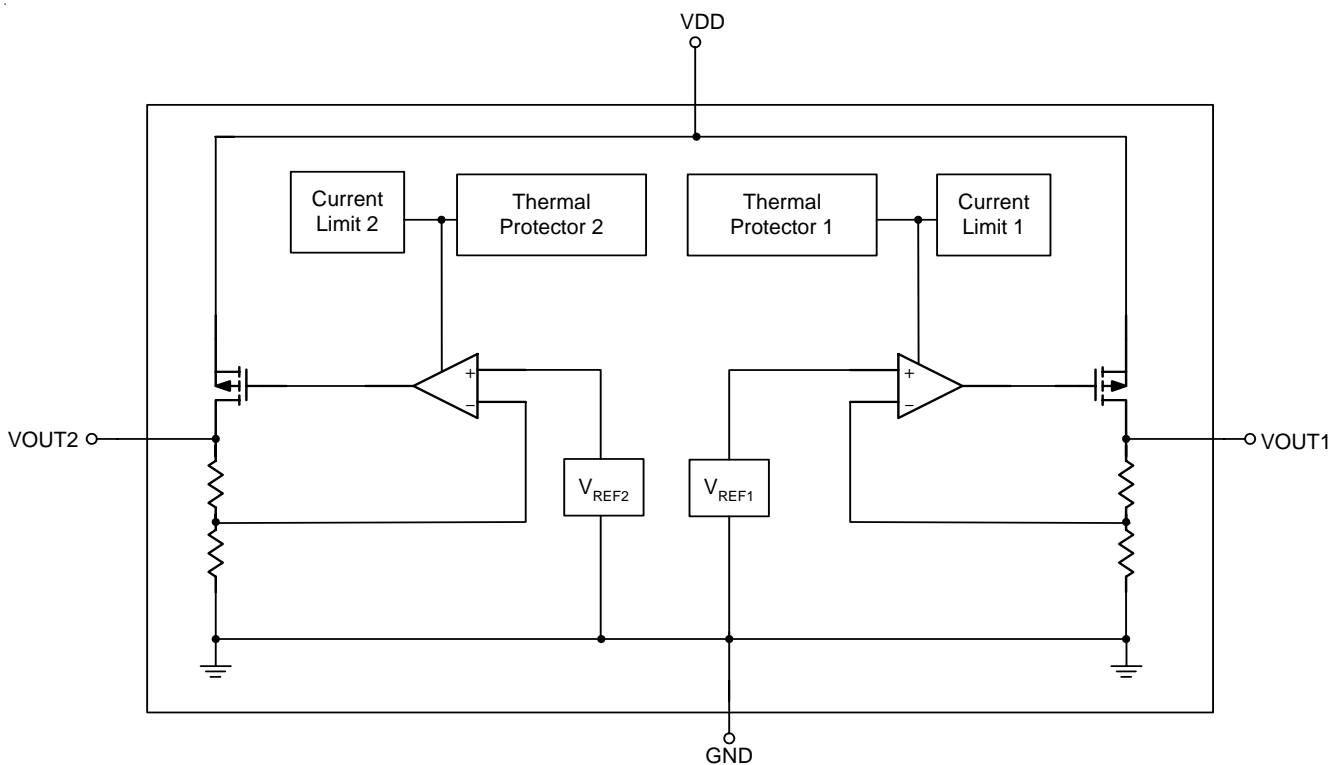 VDD
Current
Limit 2
Thermal
Protector 2
Thermal
Protector 1
Current
Limit 1
+
−
+
−
VOUT2
VOUT1
VREF2
VREF1
GND